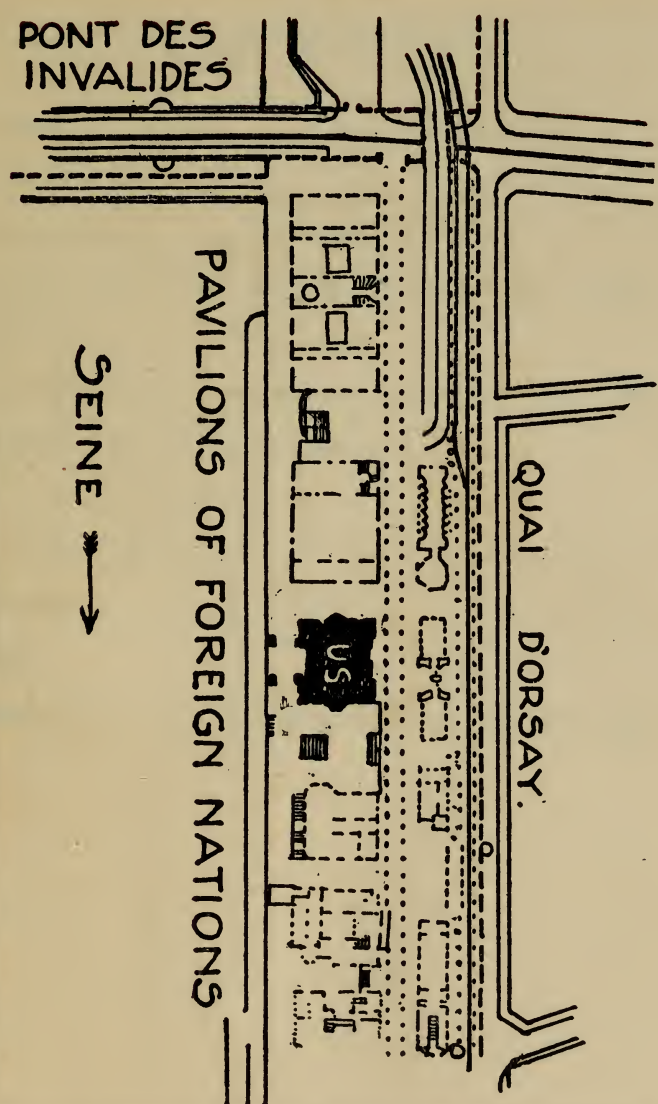 PONT DES
INVALIDES
QUAI D'ORSAY.
U.S.
PAVILIONS OF FOREIGN NATIONS
SEINE